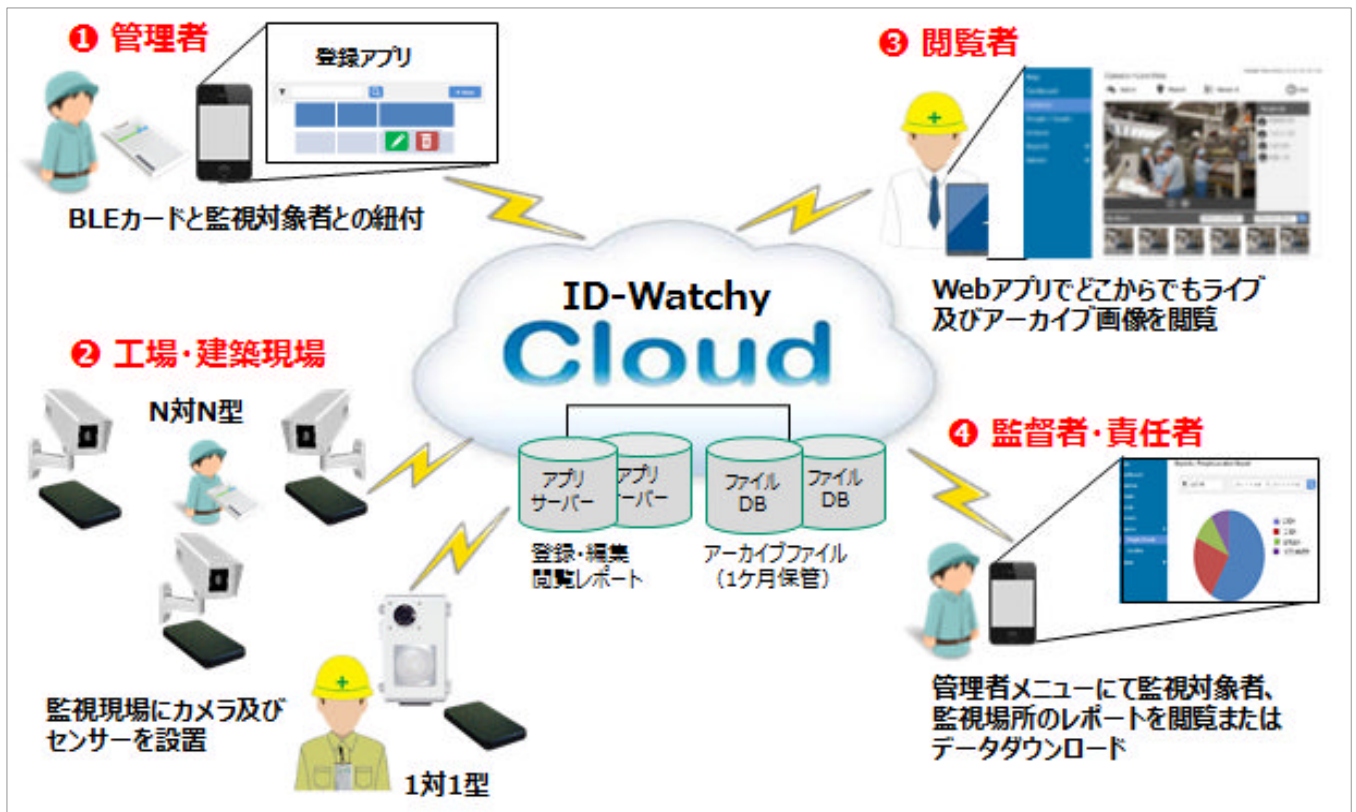 ❶ 管理者
登録アプリ
BLEカードと監視対象者との紐付
❸ 閲覧者
Webアプリでどこからでもライブ
及びアーカイブ画像を閲覧
ID-Watchy
Cloud
❷ 工場・建築現場
N対N型
監視現場にカメラ及び
センサーを設置
1対1型
アプリ
サーバー
アプリ
ーバー
ファイル
DB
ファイル
DB
登録・編集
閲覧レポート
アーカイブファイル
（1ケ月保管）
❹ 監督者・責任者
管理者メニューにて監視対象者、
監視場所のレポートを閲覧または
データダウンロード